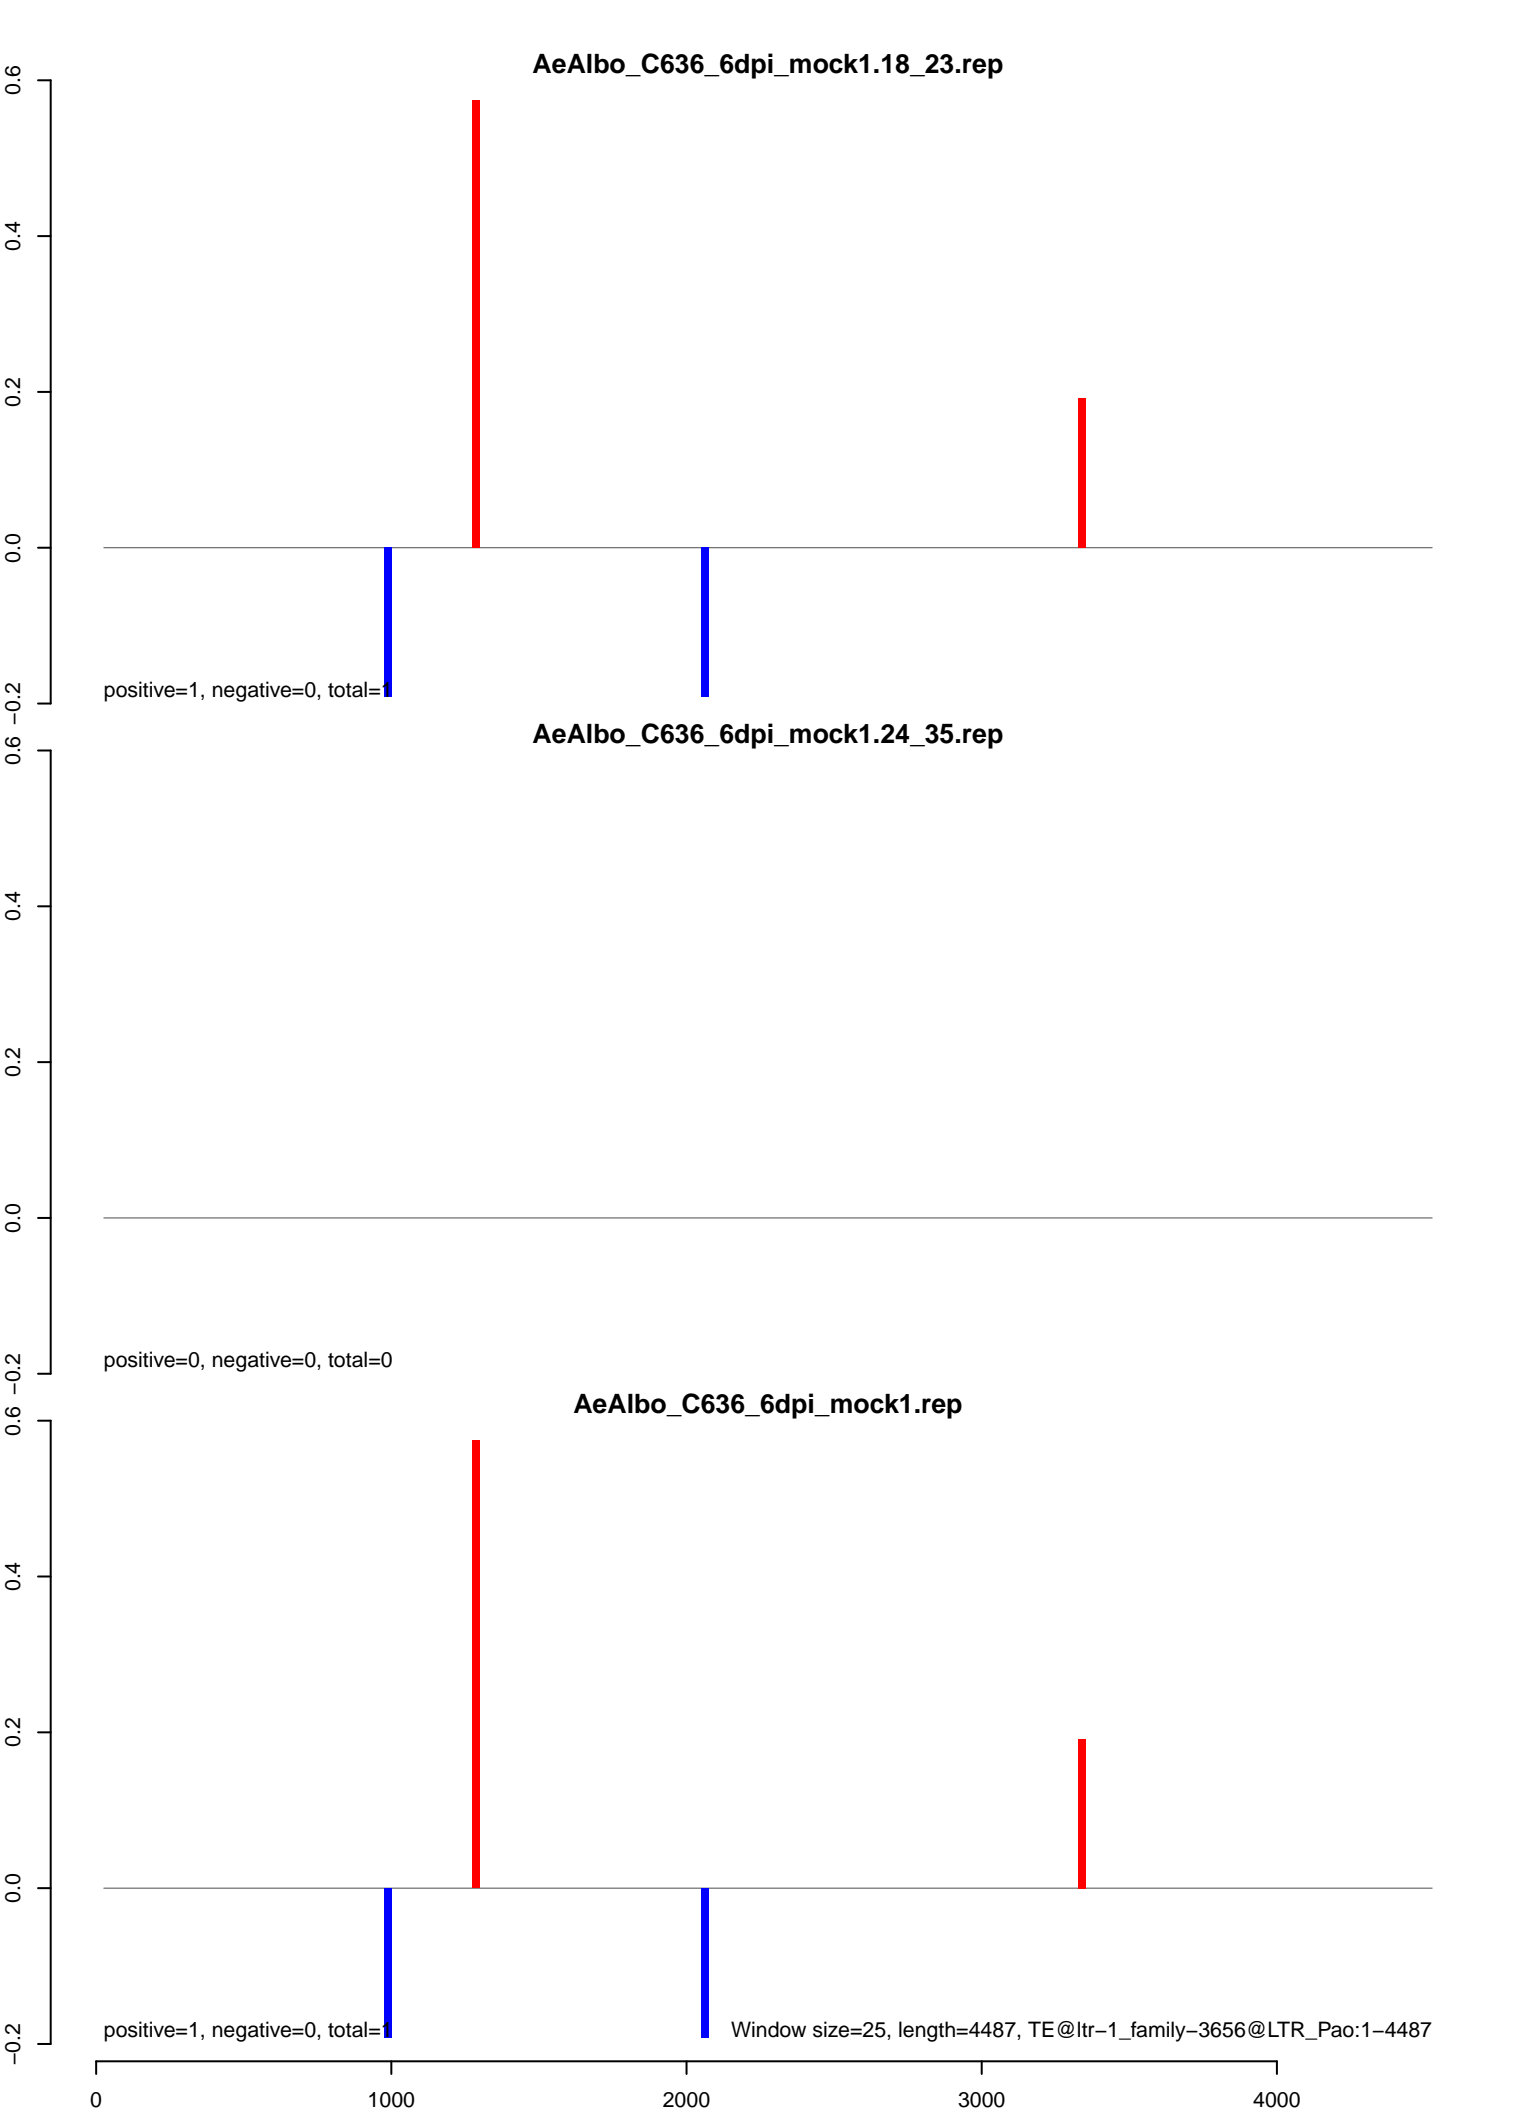 AeAlbo_C636_6dpi_mock1.18_23.rep
0.6
0.4
0.2
0.0
−0.2
positive=1, negative=0, total=1
AeAlbo_C636_6dpi_mock1.24_35.rep
0.6
0.4
0.2
0.0
−0.2
positive=0, negative=0, total=0
AeAlbo_C636_6dpi_mock1.rep
0.6
0.4
0.2
0.0
−0.2
positive=1, negative=0, total=1
Window size=25, length=4487, TE@ltr−1_family−3656@LTR_Pao:1−4487
0 1000 2000 3000 4000